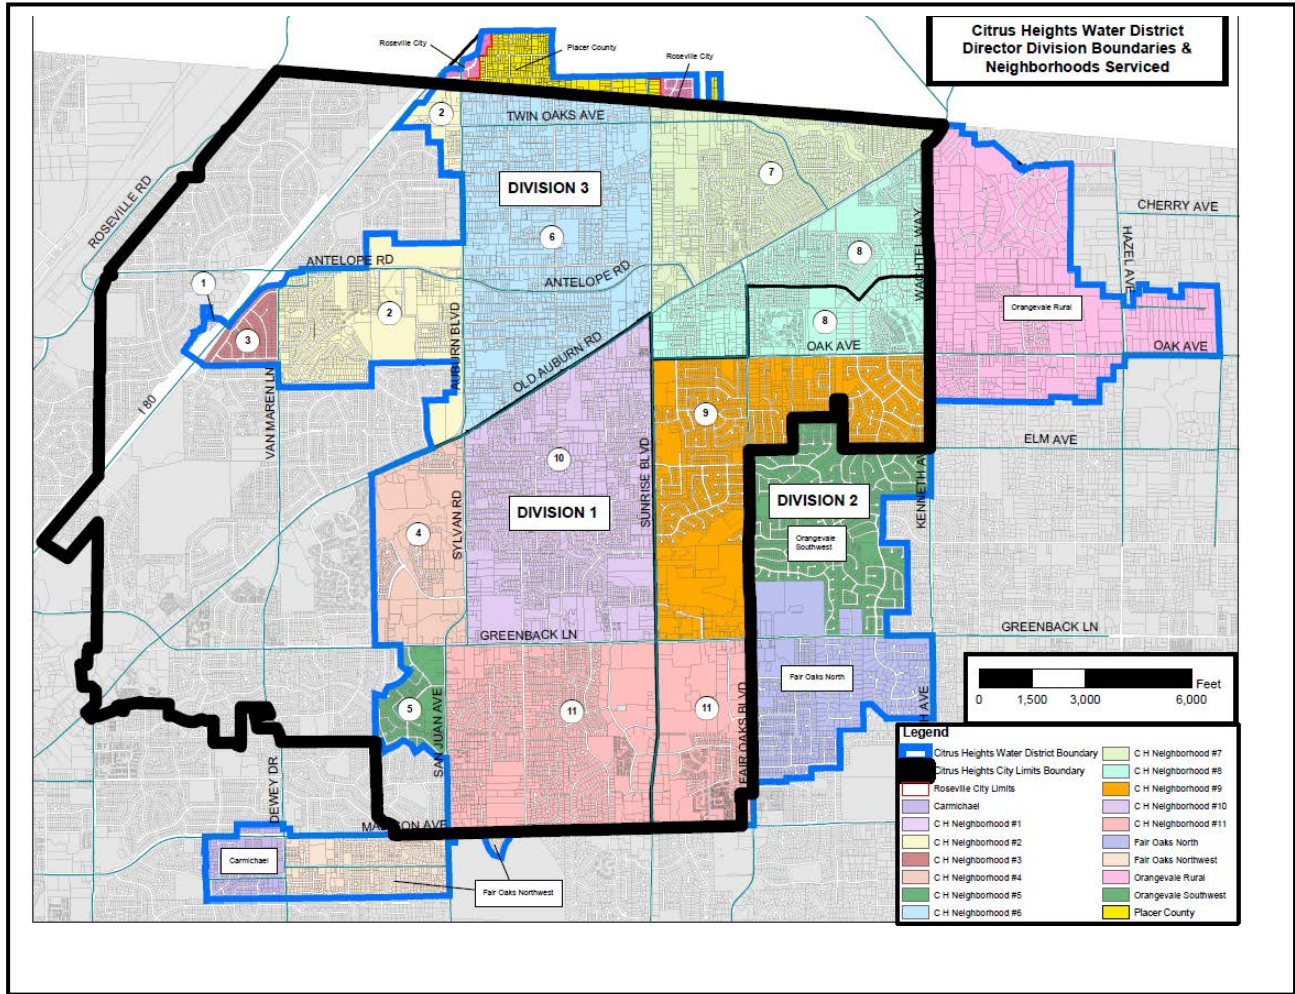 Citrus Heights Water District
Director Division Boundaries &
Neighborhoods Serviced
Roseville City
Placer County
Roseville City
2
TWIN OAKS AVE
7
DIVISION 3
ROSEVILLE RD
CHERRY AVE
WACHTEL WAY
HAZEL AVE
6
8
ANTELOPE RD
ANTELOPE RD
1
2
8
Orangevale Rural
3
AUBURN BLVD
OLD AUBURN RD
OAK AVE
OAK AVE
I 80
VAN MAREN LN
9
ELM AVE
10
SUNRISE BLVD
DIVISION 1
DIVISION 2
KENNETH AVE
4
SYLVAN RD
Orangevale
Southwest
GREENBACK LN
GREENBACK LN
Fair Oaks North
5
SAN JUAN AVE
11
11
FAIR OAKS BLVD
DEWEY DR
Carmichael
Fair Oaks Northwest
Feet
0
1,500
3,000
6,000
Legend
Citrus Heights Water District Boundary
Citrus Heights City Limits Boundary
Roseville City Limits
Carmichael
C H Neighborhood #1
C H Neighborhood #2
C H Neighborhood #3
C H Neighborhood #4
C H Neighborhood #5
C H Neighborhood #6
C H Neighborhood #7
C H Neighborhood #8
C H Neighborhood #9
C H Neighborhood #10
C H Neighborhood #11
Fair Oaks North
Fair Oaks Northwest
Orangevale Rural
Orangevale Southwest
Placer County